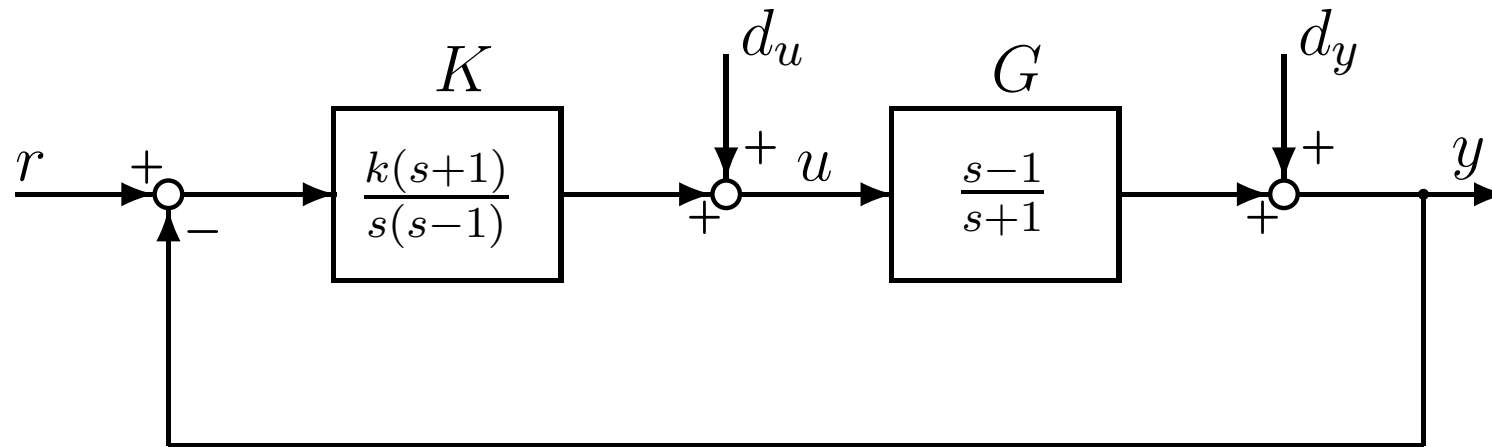 K
G
d_u
d_y
r
+
−
k(s+1)
s(s−1)
+
+
u
s−1
s+1
+
+
y